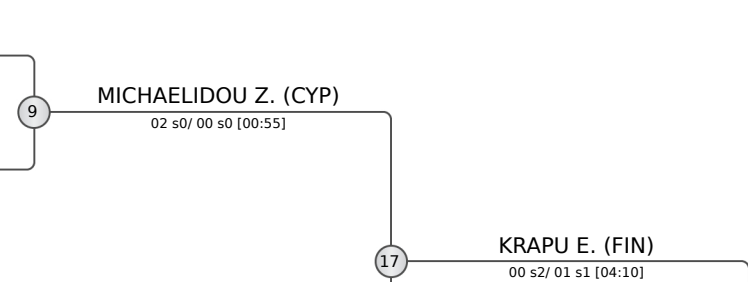 MICHAELIDOU Z. (CYP)
9
02 s0/ 00 s0 [00:55]
KRAPU E. (FIN)
17
00 s2/ 01 s1 [04:10]